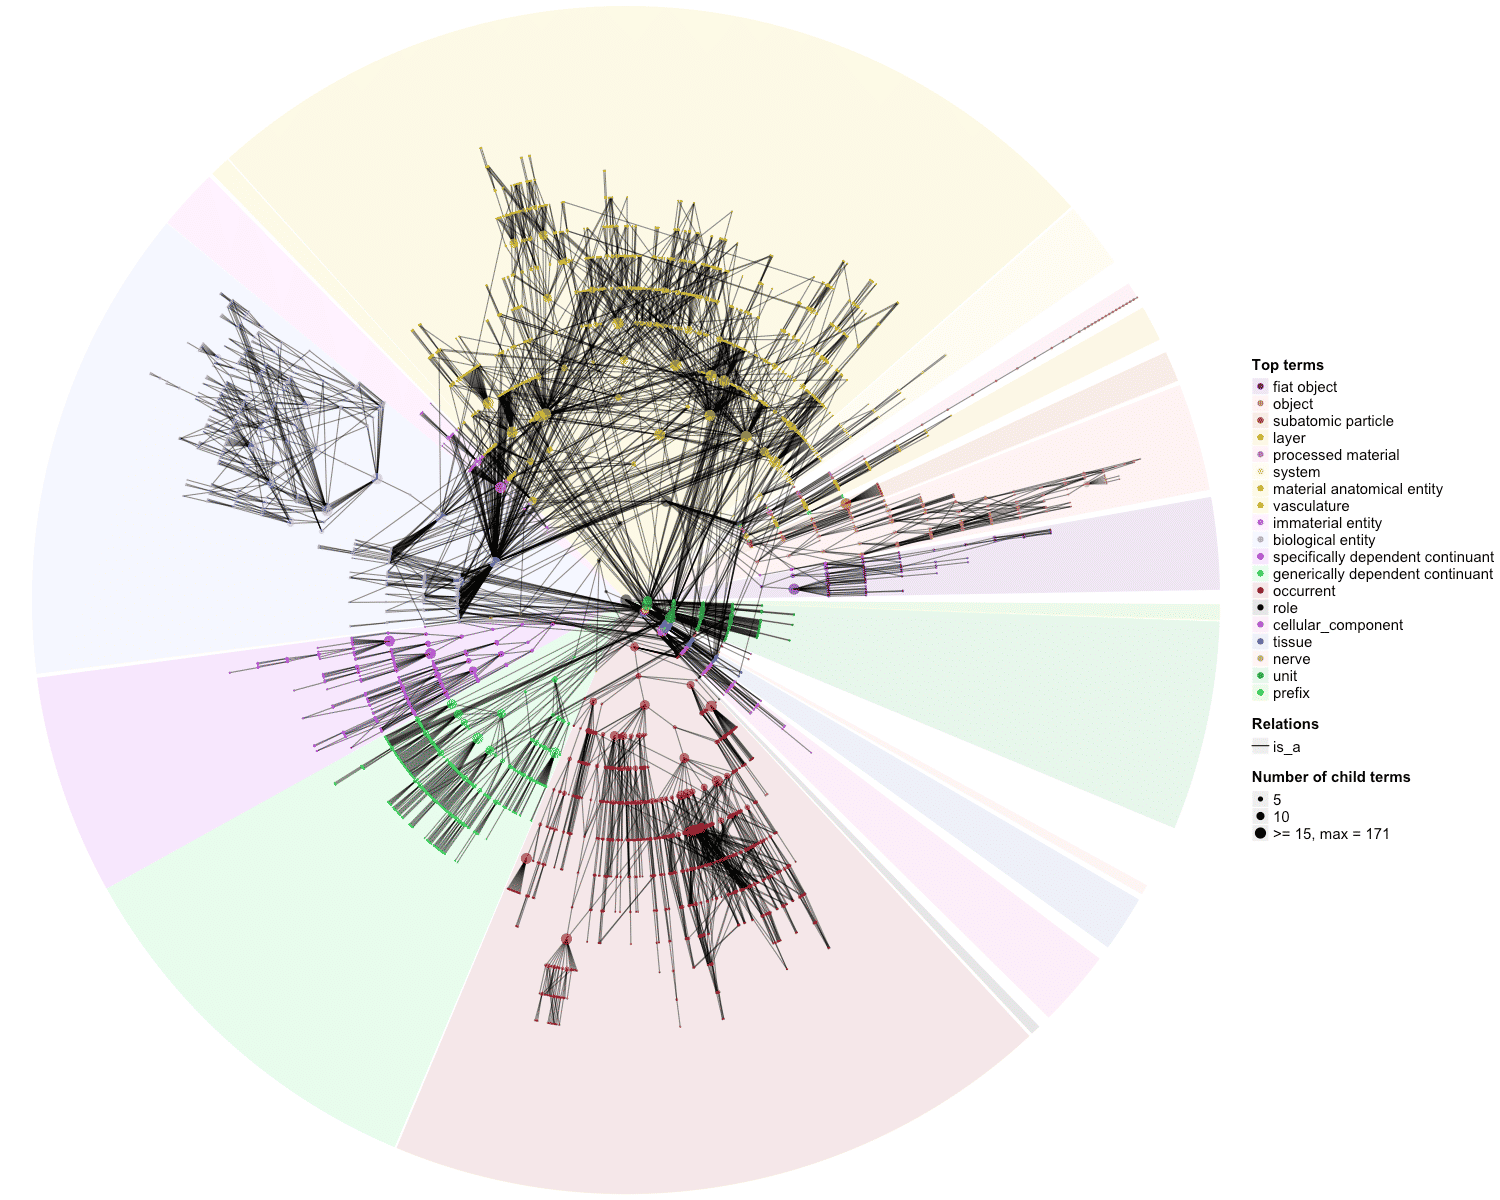 Top terms
fiat object
object
subatomic particle
layer
processed material
system
material anatomical entity
vasculature
immaterial entity
biological entity
specifically dependent continuant
generically dependent continuant
occurrent
role
cellular_component
tissue
nerve
unit
prefix
Relations
is_a
Number of child terms
5
10
>= 15, max = 171